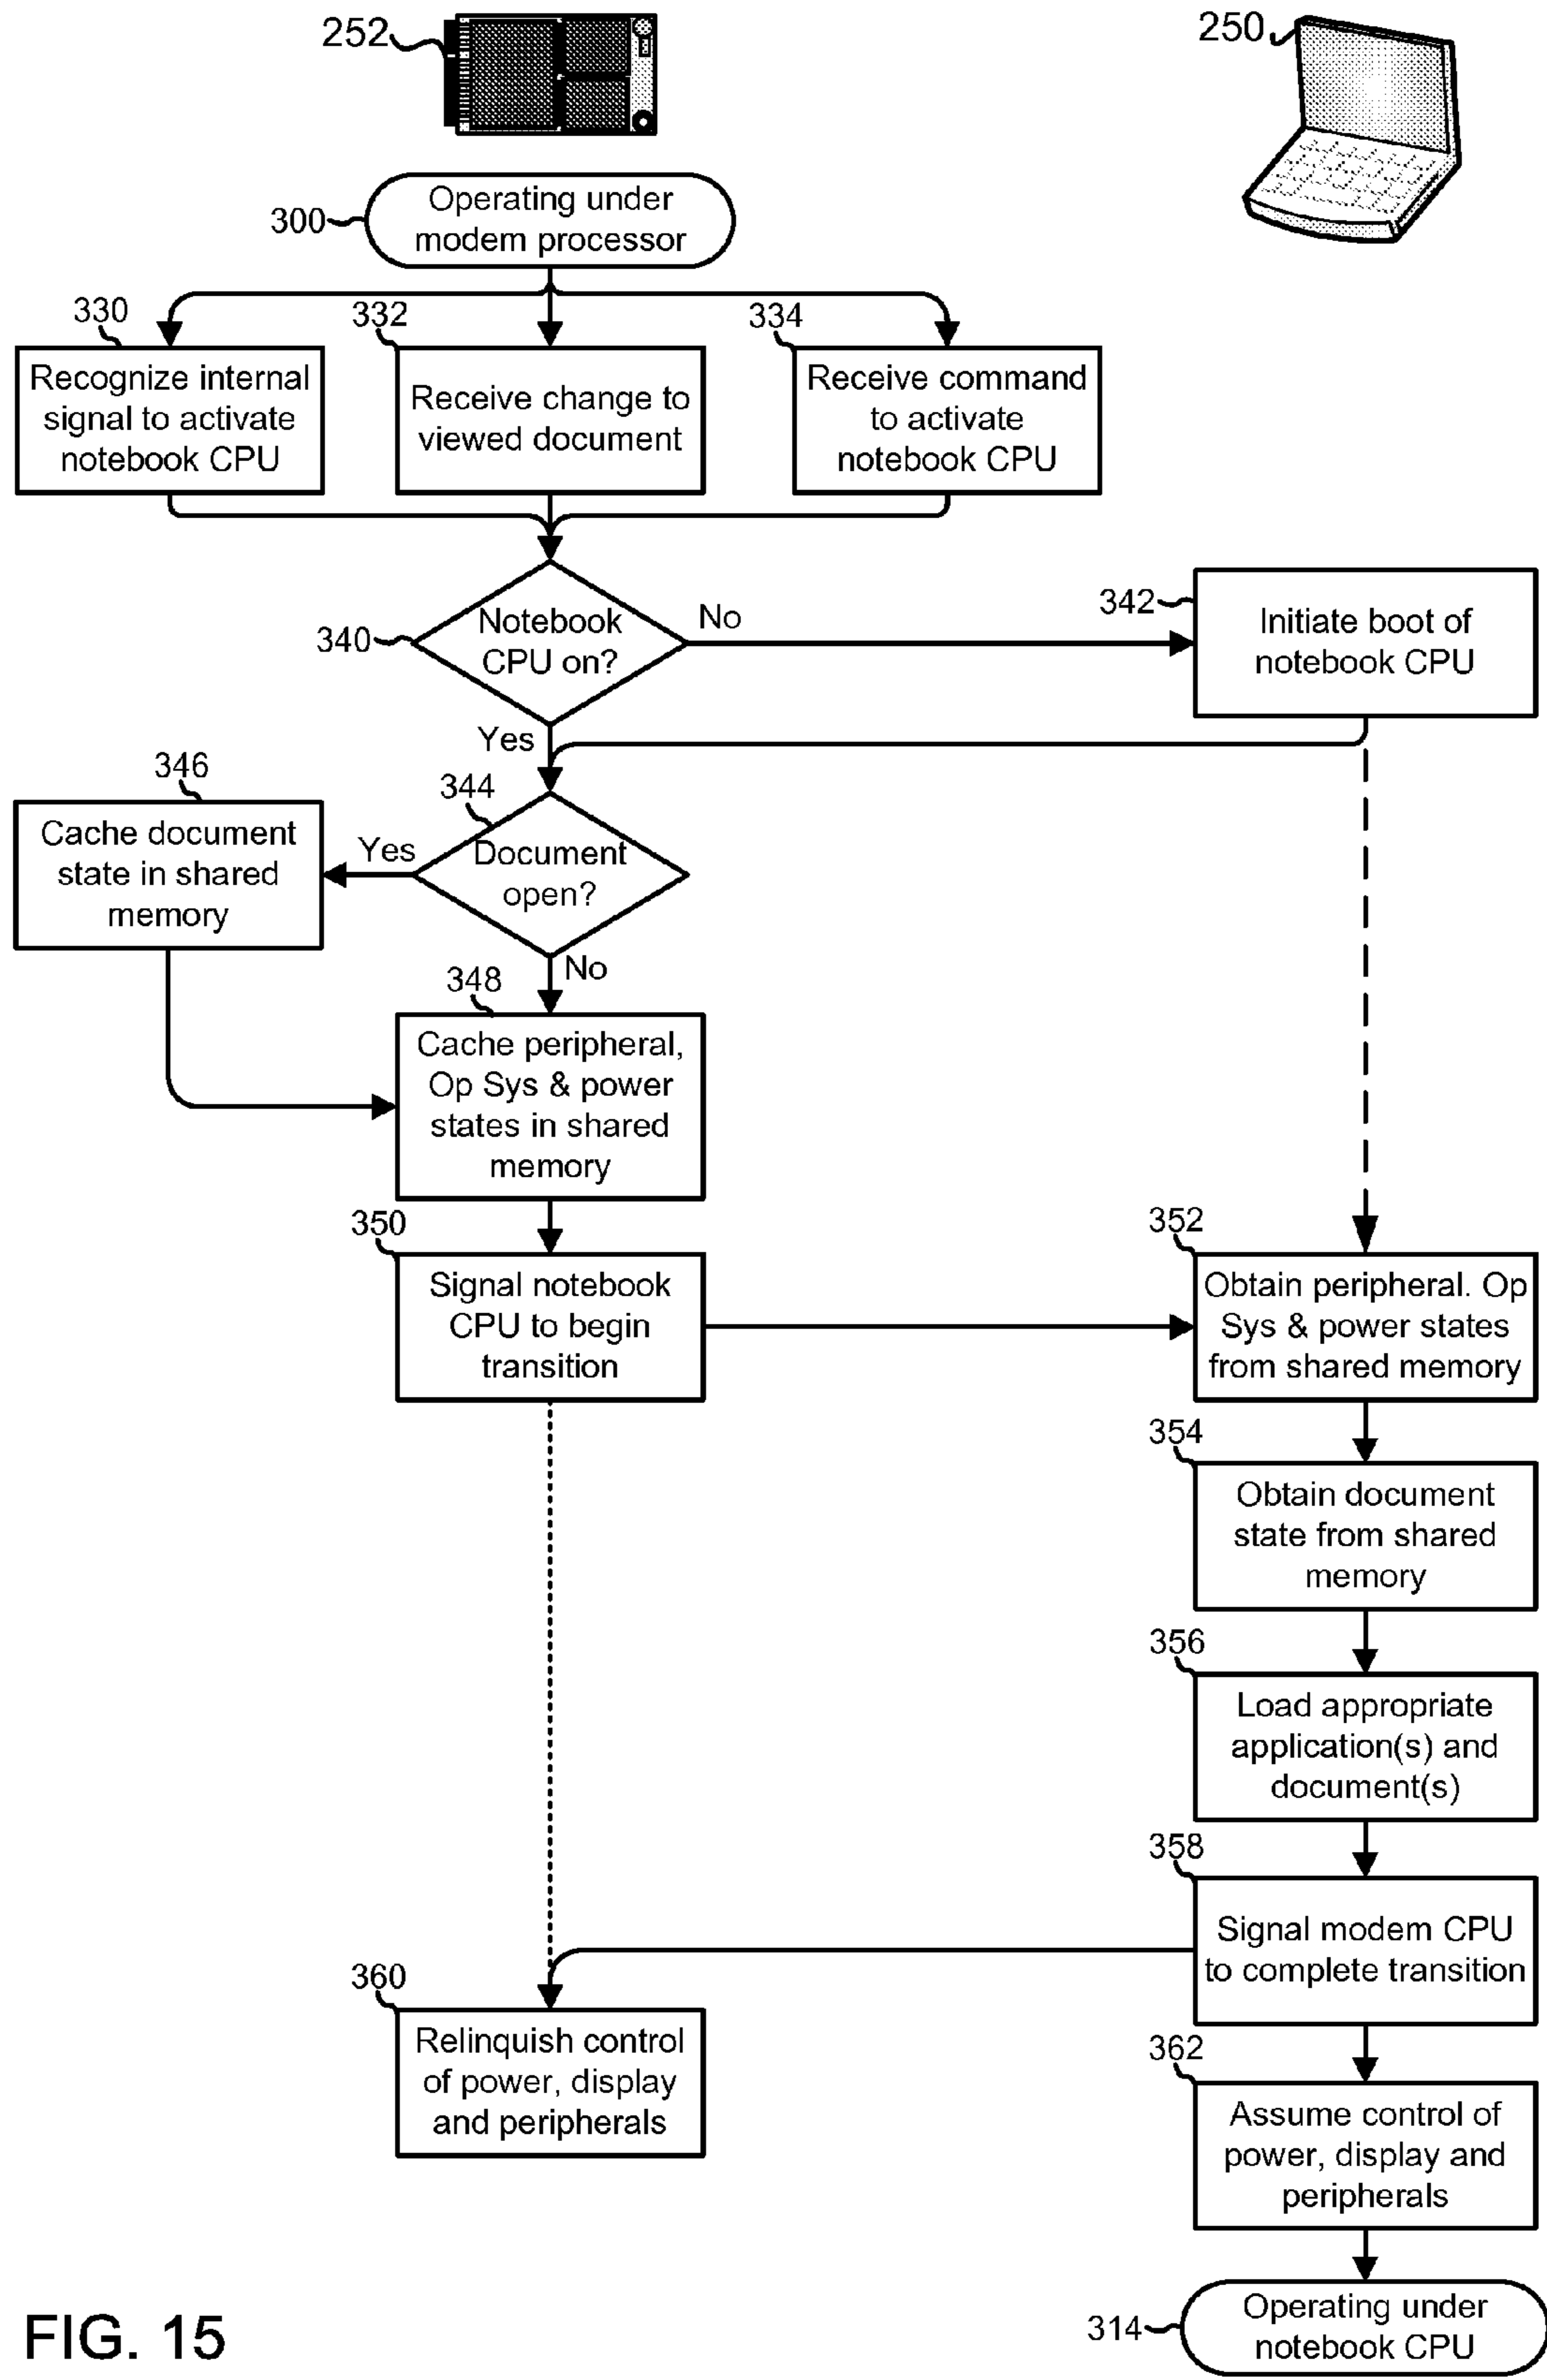 252
250
300
Operating under
modem processor
330
332
334
Recognize internal
signal to activate
notebook CPU
Receive change to
viewed document
Receive command
to activate
notebook CPU
340
Notebook
CPU on?
No
342
Initiate boot of
notebook CPU
Yes
346
344
Cache document
state in shared
memory
Yes
Document
open?
No
348
Cache peripheral,
Op Sys & power
states in shared
memory
350
Signal notebook
CPU to begin
transition
352
Obtain peripheral. Op
Sys & power states
from shared memory
354
Obtain document
state from shared
memory
356
Load appropriate
application(s) and
document(s)
358
Signal modem CPU
to complete transition
360
Relinquish control
of power, display
and peripherals
362
Assume control of
power, display and
peripherals
314
Operating under
notebook CPU
FIG. 15